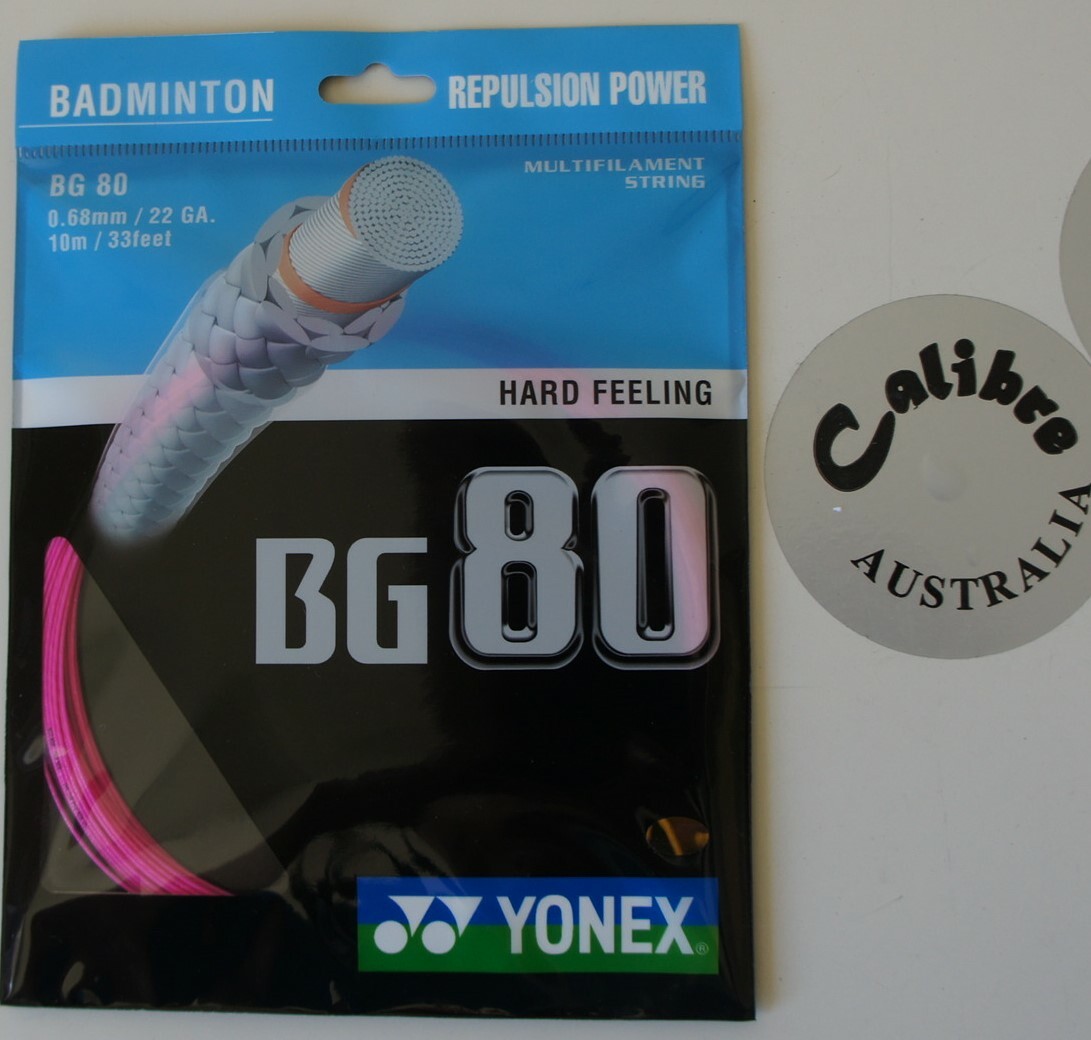 BADMINTON
REPULSION POWER
BG 80
0.68mm / 22 GA.
10m / 33feet
MULTIFILAMENT
STRING
HARD FEELING
BG 80
YONEX®
Calibre
AUSTRALIA